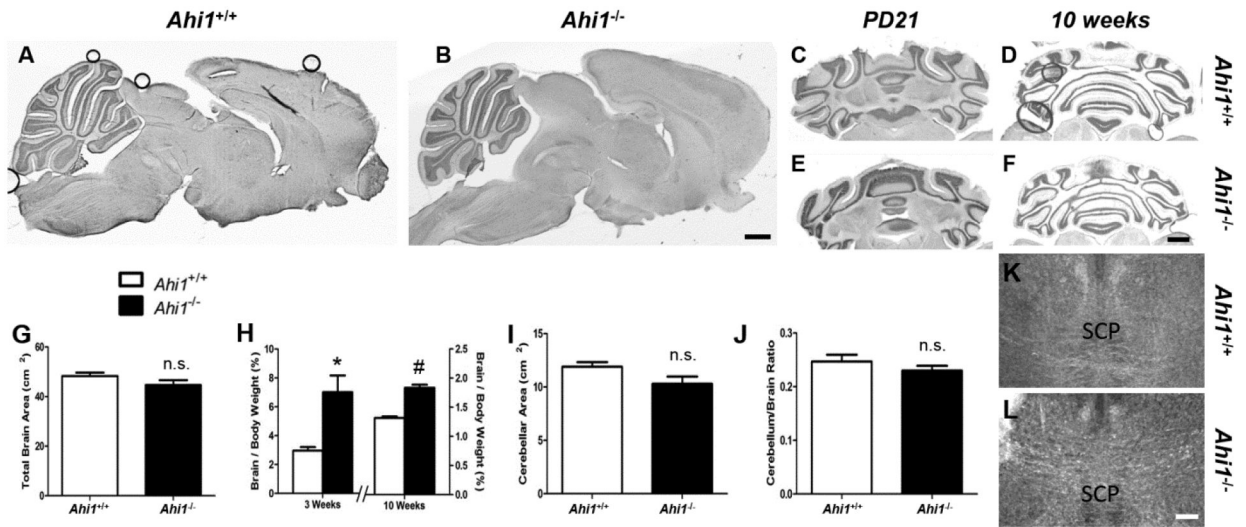 Ahi1+/+
Ahi1-/-
PD21
10 weeks
A
B
C
D
Ahi1+/+
E
F
Ahi1-/-
Ahi1+/+
Ahi1-/-
G
Total Brain Area (cm 2)
60
40
20
0
n.s.
Ahi1+/+
Ahi1-/-
H
Brain / Body Weight (%)
10
8
6
4
2
0
*
#
3 Weeks
10 Weeks
2.5
2.0
1.5
1.0
0.5
0.0
Brain / Body Weight (%)
I
Cerebellar Area (cm 2)
15
10
5
0
n.s.
Ahi1+/+
Ahi1-/-
J
Cerebellum/Brain Ratio
0.3
0.2
0.1
0.0
n.s.
Ahi1+/+
Ahi1-/-
K
SCP
Ahi1+/+
L
SCP
Ahi1-/-